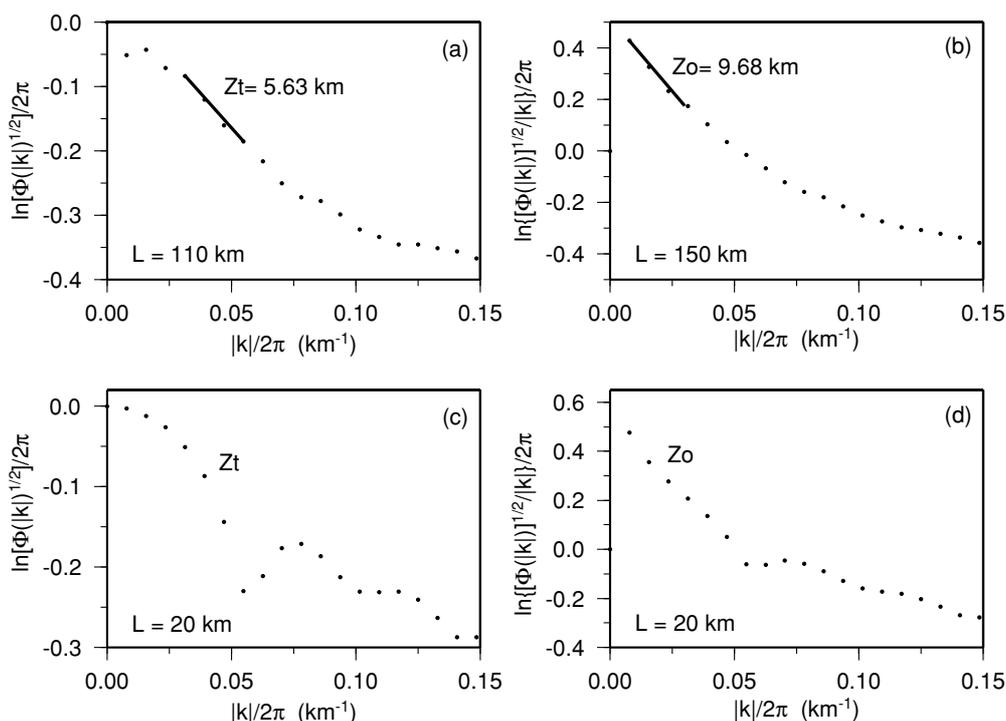 (a)
Zt= 5.63 km
L = 110 km
0.0
-0.1
-0.2
-0.3
-0.4
0.00 0.05 0.10 0.15
ln[Φ(|k|)^{1/2}]/2π
|k|/2π (km^{-1})
(b)
Zo= 9.68 km
L = 150 km
0.4
0.2
0.0
-0.2
-0.4
0.00 0.05 0.10 0.15
ln{[Φ(|k|)]^{1/2}/|k|}/2π
|k|/2π (km^{-1})
(c)
Zt
L = 20 km
0.0
-0.1
-0.2
-0.3
0.00 0.05 0.10 0.15
ln[Φ(|k|)^{1/2}]/2π
|k|/2π (km^{-1})
(d)
Zo
L = 20 km
0.6
0.4
0.2
0.0
-0.2
-0.4
0.00 0.05 0.10 0.15
ln{[Φ(|k|)]^{1/2}/|k|}/2π
|k|/2π (km^{-1})